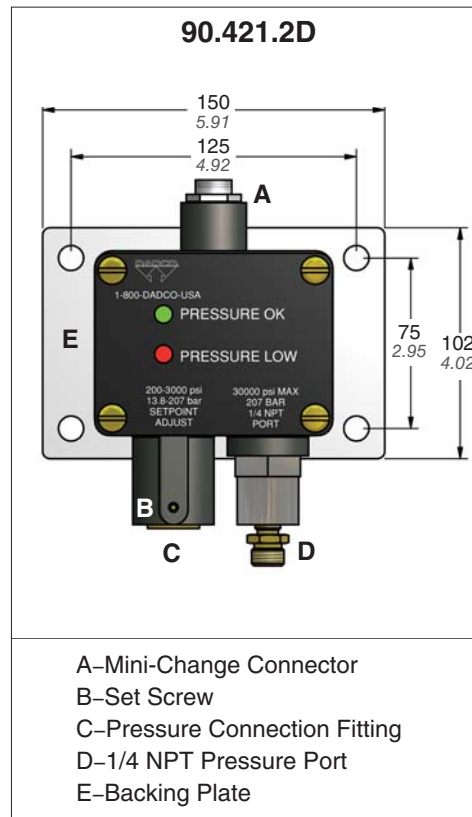 90.421.2D
150
5.91
125
4.92
A
DADCO
1-800-DADCO-USA
PRESSURE OK
E
PRESSURE LOW
75
2.95
102
4.02
200-3000 psi
13.8-207 bar
SETPOINT
ADJUST
30000 psi MAX
207 BAR
1/4 NPT
PORT
B
C
D
A–Mini-Change Connector
B–Set Screw
C–Pressure Connection Fitting
D–1/4 NPT Pressure Port
E–Backing Plate